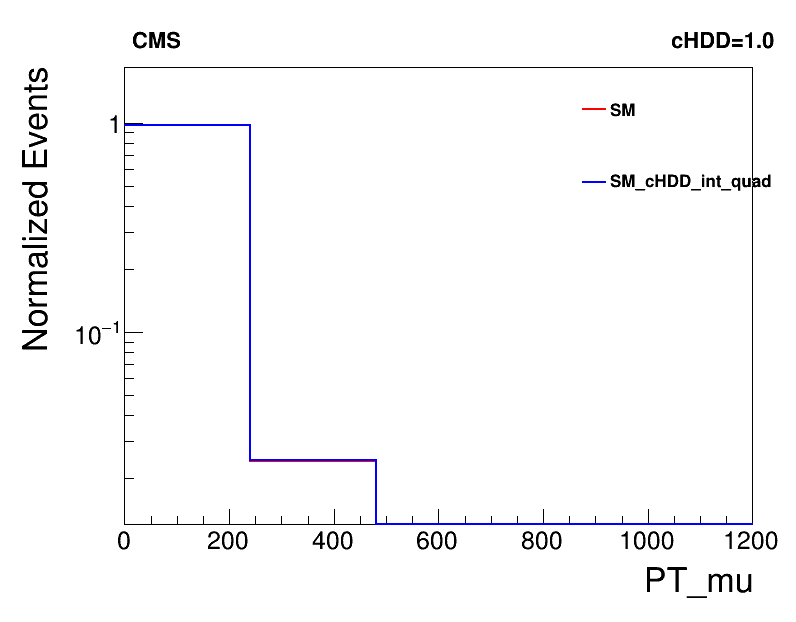 CMS
cHDD=1.0
Normalized Events
1
10⁻¹
SM
SM_cHDD_int_quad
0 200 400 600 800 1000 1200
PT_mu